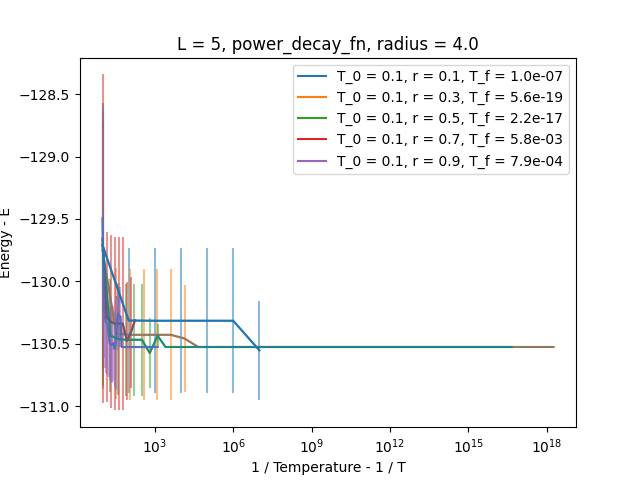 L = 5, power_decay_fn, radius = 4.0
T_0 = 0.1, r = 0.1, T_f = 1.0e-07
T_0 = 0.1, r = 0.3, T_f = 5.6e-19
T_0 = 0.1, r = 0.5, T_f = 2.2e-17
T_0 = 0.1, r = 0.7, T_f = 5.8e-03
T_0 = 0.1, r = 0.9, T_f = 7.9e-04
Energy - E
−128.5
−129.0
−129.5
−130.0
−130.5
−131.0
10³ 10⁶ 10⁹ 10¹² 10¹⁵ 10¹⁸
1 / Temperature - 1 / T